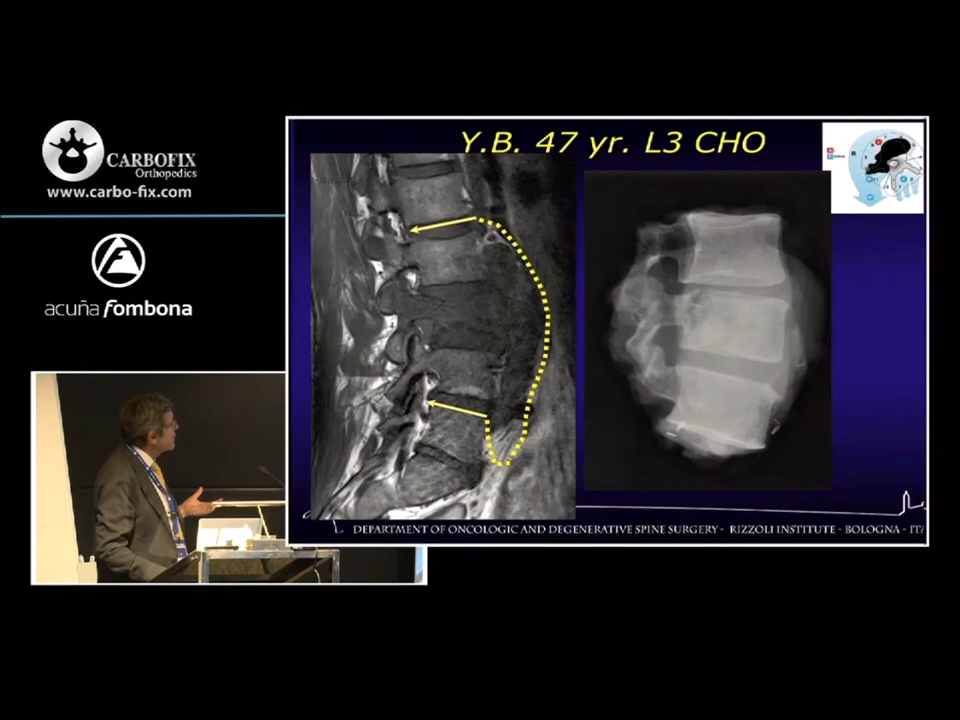 CARBOFIX
Orthopedics
www.carbo-fix.com
acuña fombona
Y.B. 47 yr. L3 CHO
DEPARTMENT OF ONCOLOGIC AND DEGENERATIVE SPINE SURGERY - RIZZOLI INSTITUTE - BOLOGNA - ITA